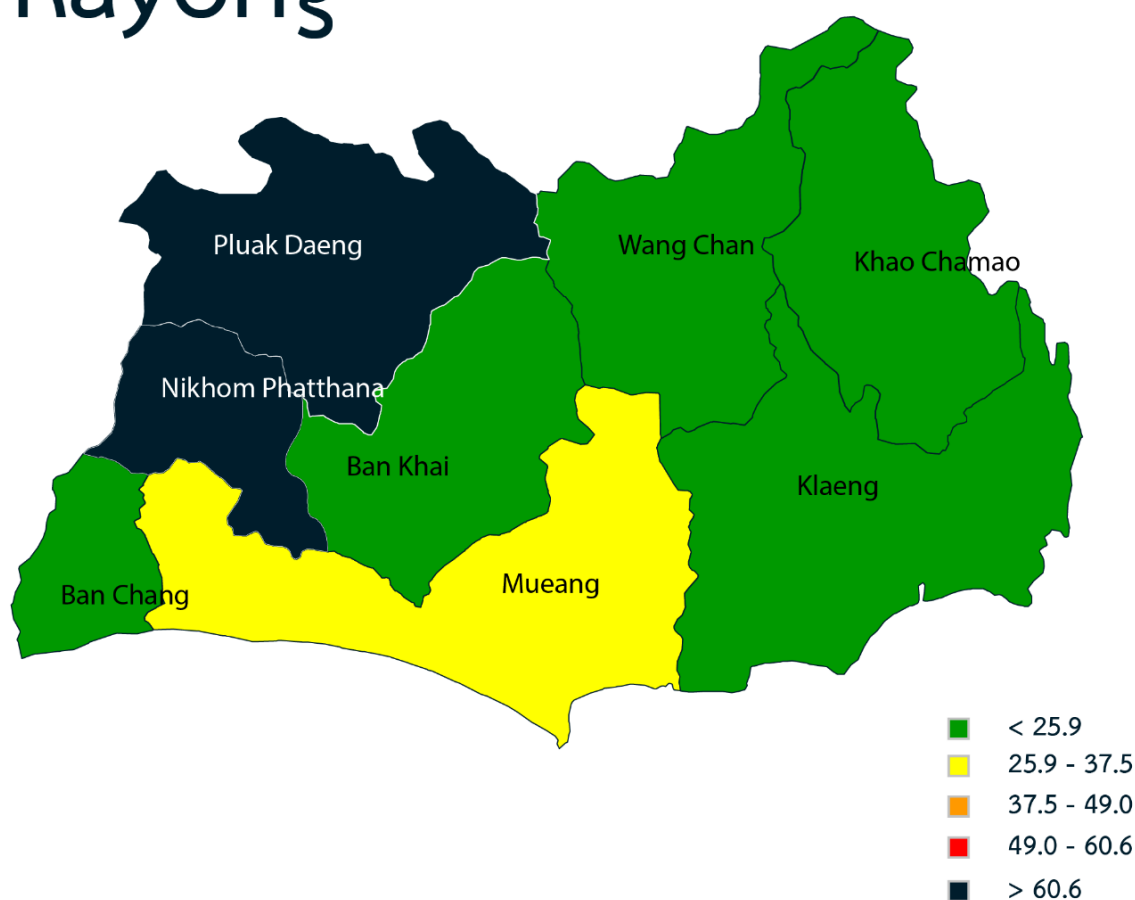 Rayong
Pluak Daeng
Wang Chan
Khao Chamao
Nikhom Phatthana
Ban Khai
Klaeng
Mueang
Ban Chang
< 25.9
25.9 - 37.5
37.5 - 49.0
49.0 - 60.6
> 60.6